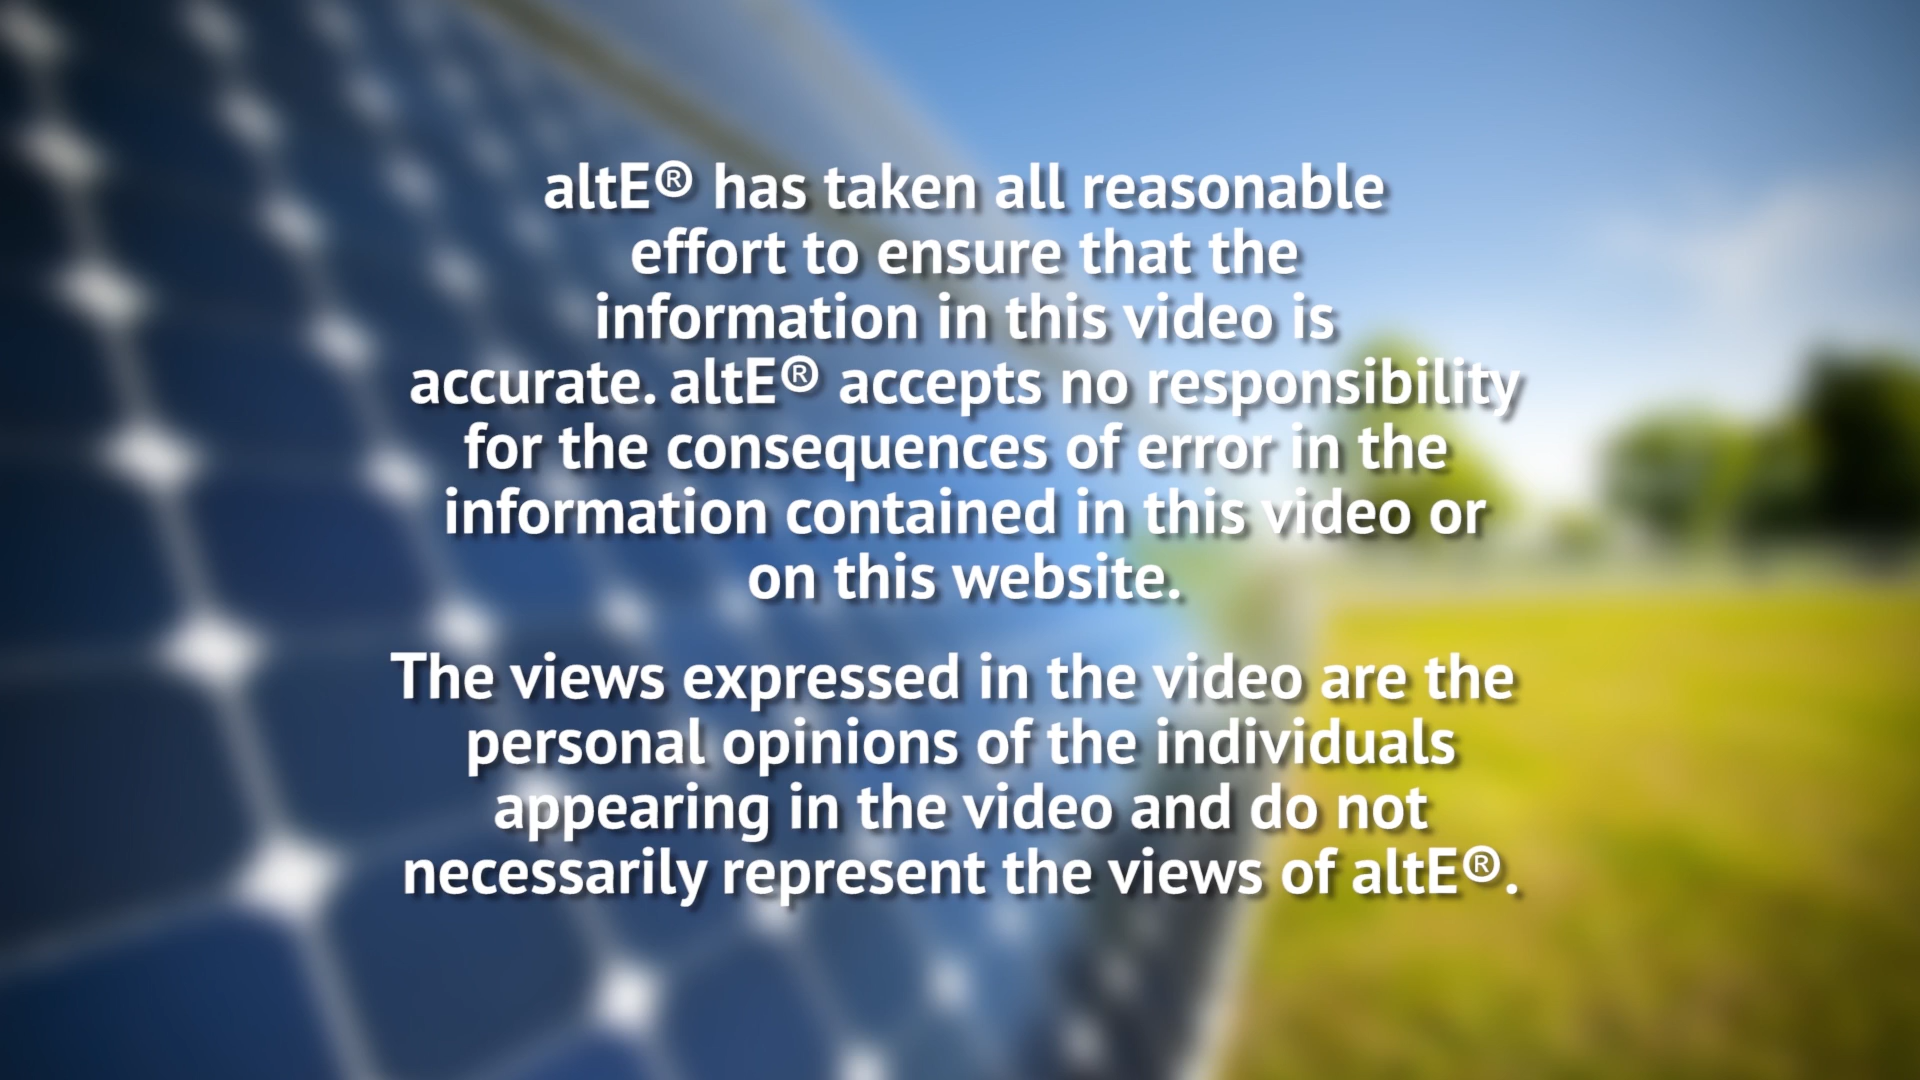 altE® has taken all reasonable
effort to ensure that the
information in this video is
accurate. altE® accepts no responsibility
for the consequences of error in the
information contained in this video or
on this website.
The views expressed in the video are the
personal opinions of the individuals
appearing in the video and do not
necessarily represent the views of altE®.